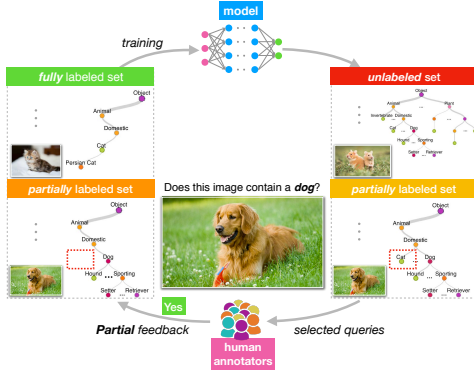 model
training
fully labeled set
Object
Animal
Domestic
Cat
Persian Cat
unlabeled set
Object
Animal
Plant
Invertebrate
Domestic
Cat
Dog
Hound
Sporting
Setter
Retriever
partially labeled set
Object
Animal
Domestic
Dog
Hound
Sporting
Setter ... Retriever
Does this image contain a dog?
partially labeled set
Object
Animal
Domestic
Cat
Dog
Hound
Sporting
Setter ... Retriever
Yes
Partial feedback
selected queries
human
annotators